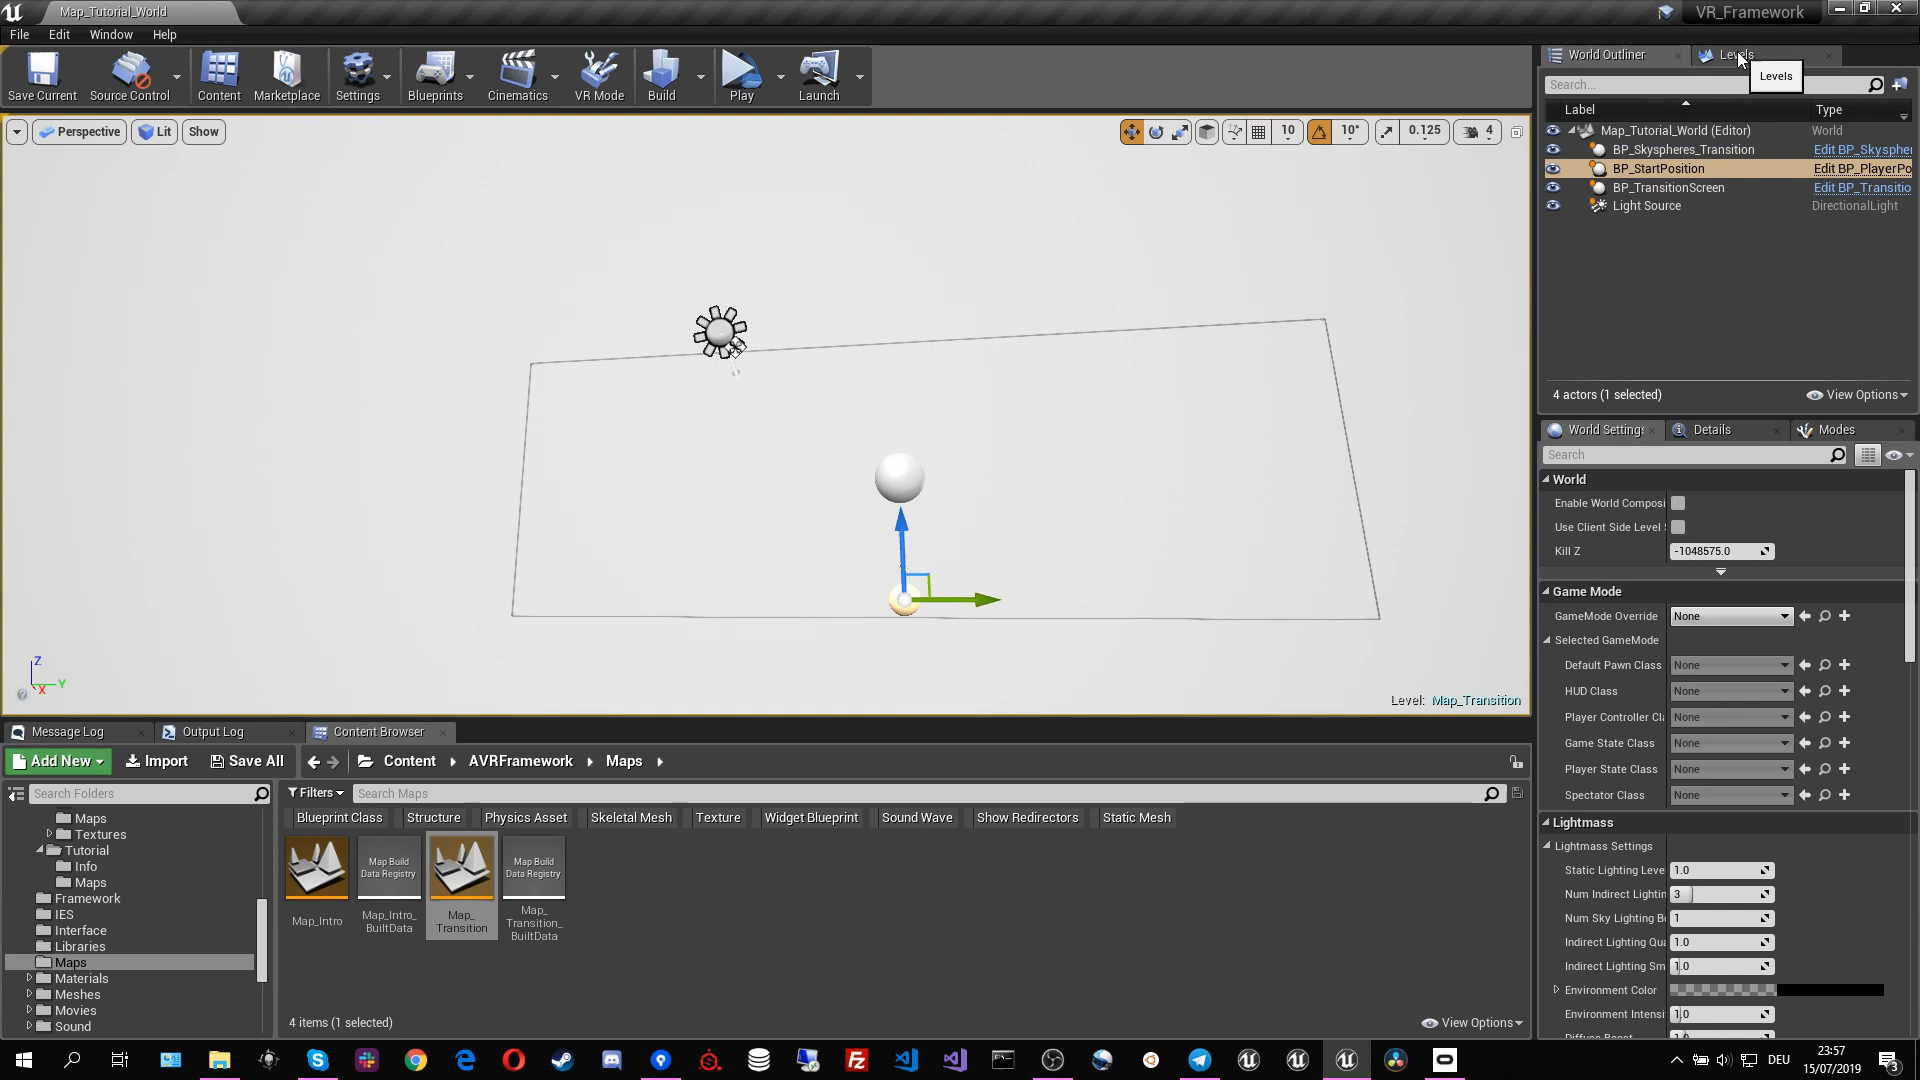 Map_Tutorial_World
VR_Framework
File
Edit
Window
Help
Save Current
Source Control
Content
Marketplace
Settings
Blueprints
Cinematics
VR Mode
Build
Play
Launch
World Outliner
Levels
Search...
Levels
Label
Type
Map_Tutorial_World (Editor)
World
BP_Skyspheres_Transition
Edit BP_Skyspher
BP_StartPosition
Edit BP_PlayerPo
BP_TransitionScreen
Edit BP_Transitio
Light Source
DirectionalLight
4 actors (1 selected)
View Options
Perspective
Lit
Show
10
10°
0.125
4
Z
Y
X
Level: Map_Transition
World Settings
Details
Modes
Search
World
Enable World Composi
Use Client Side Level
Kill Z
-1048575.0
Game Mode
GameMode Override
None
Selected GameMode
Default Pawn Class
None
HUD Class
None
Player Controller Cl
None
Game State Class
None
Player State Class
None
Spectator Class
None
Lightmass
Lightmass Settings
Static Lighting Leve
1.0
Num Indirect Lightin
3
Num Sky Lighting B
1
Indirect Lighting Qua
1.0
Indirect Lighting Sm
1.0
Environment Color
Environment Intensi
1.0
Message Log
Output Log
Content Browser
Add New
Import
Save All
Content
AVRFramework
Maps
Search Folders
Filters
Search Maps
Maps
Textures
Tutorial
Info
Maps
Framework
IES
Interface
Libraries
Maps
Materials
Meshes
Movies
Sound
Blueprint Class
Structure
Physics Asset
Skeletal Mesh
Texture
Widget Blueprint
Sound Wave
Show Redirectors
Static Mesh
Map Build
Data Registry
Map Build
Data Registry
Map_Intro
Map_Intro_
BuiltData
Map_
Transition
Map_
Transition_
BuiltData
4 items (1 selected)
View Options
DEU
23:57
15/07/2019
3